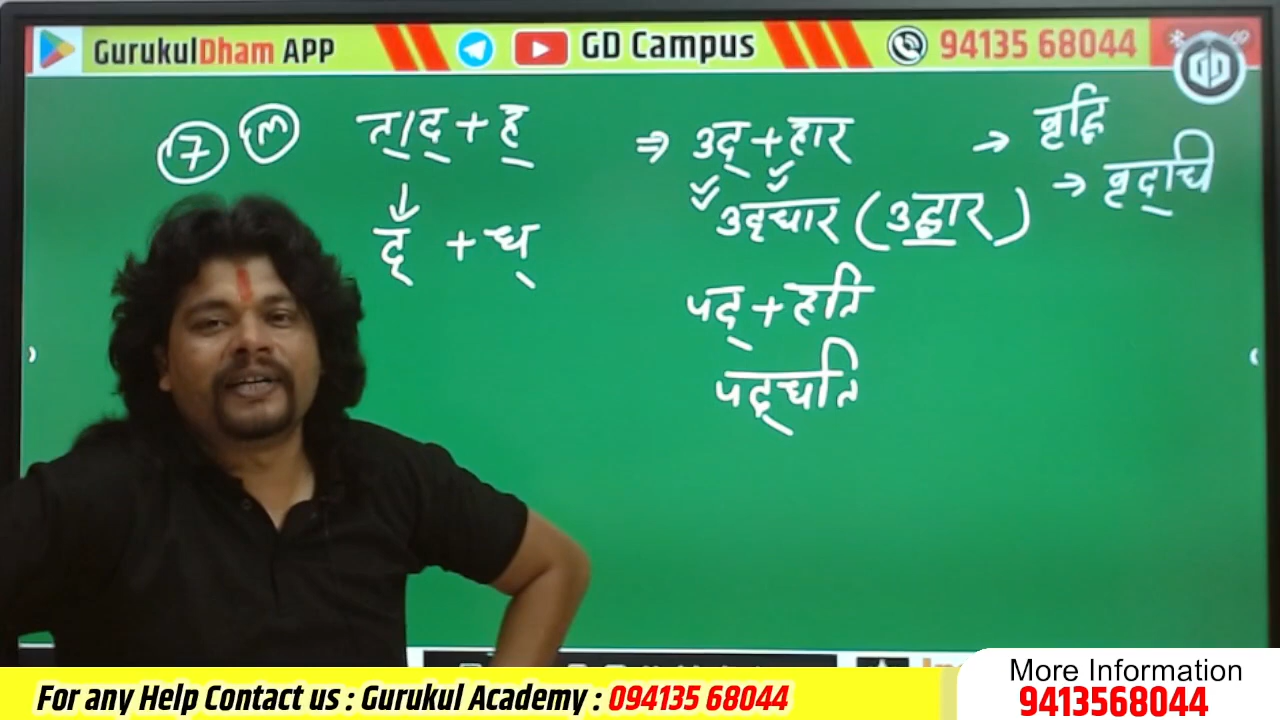 GurukulDham APP GD Campus 94135 68044
GD
7 m त्/द् + ह ⇒ उद् + हार → वृद्धि
↓ उद्धार (उद्धार) → वृद्धि
द् + ध्
पद् + हति
पद्धति
For any Help Contact us : Gurukul Academy : 094135 68044
More Information
9413568044